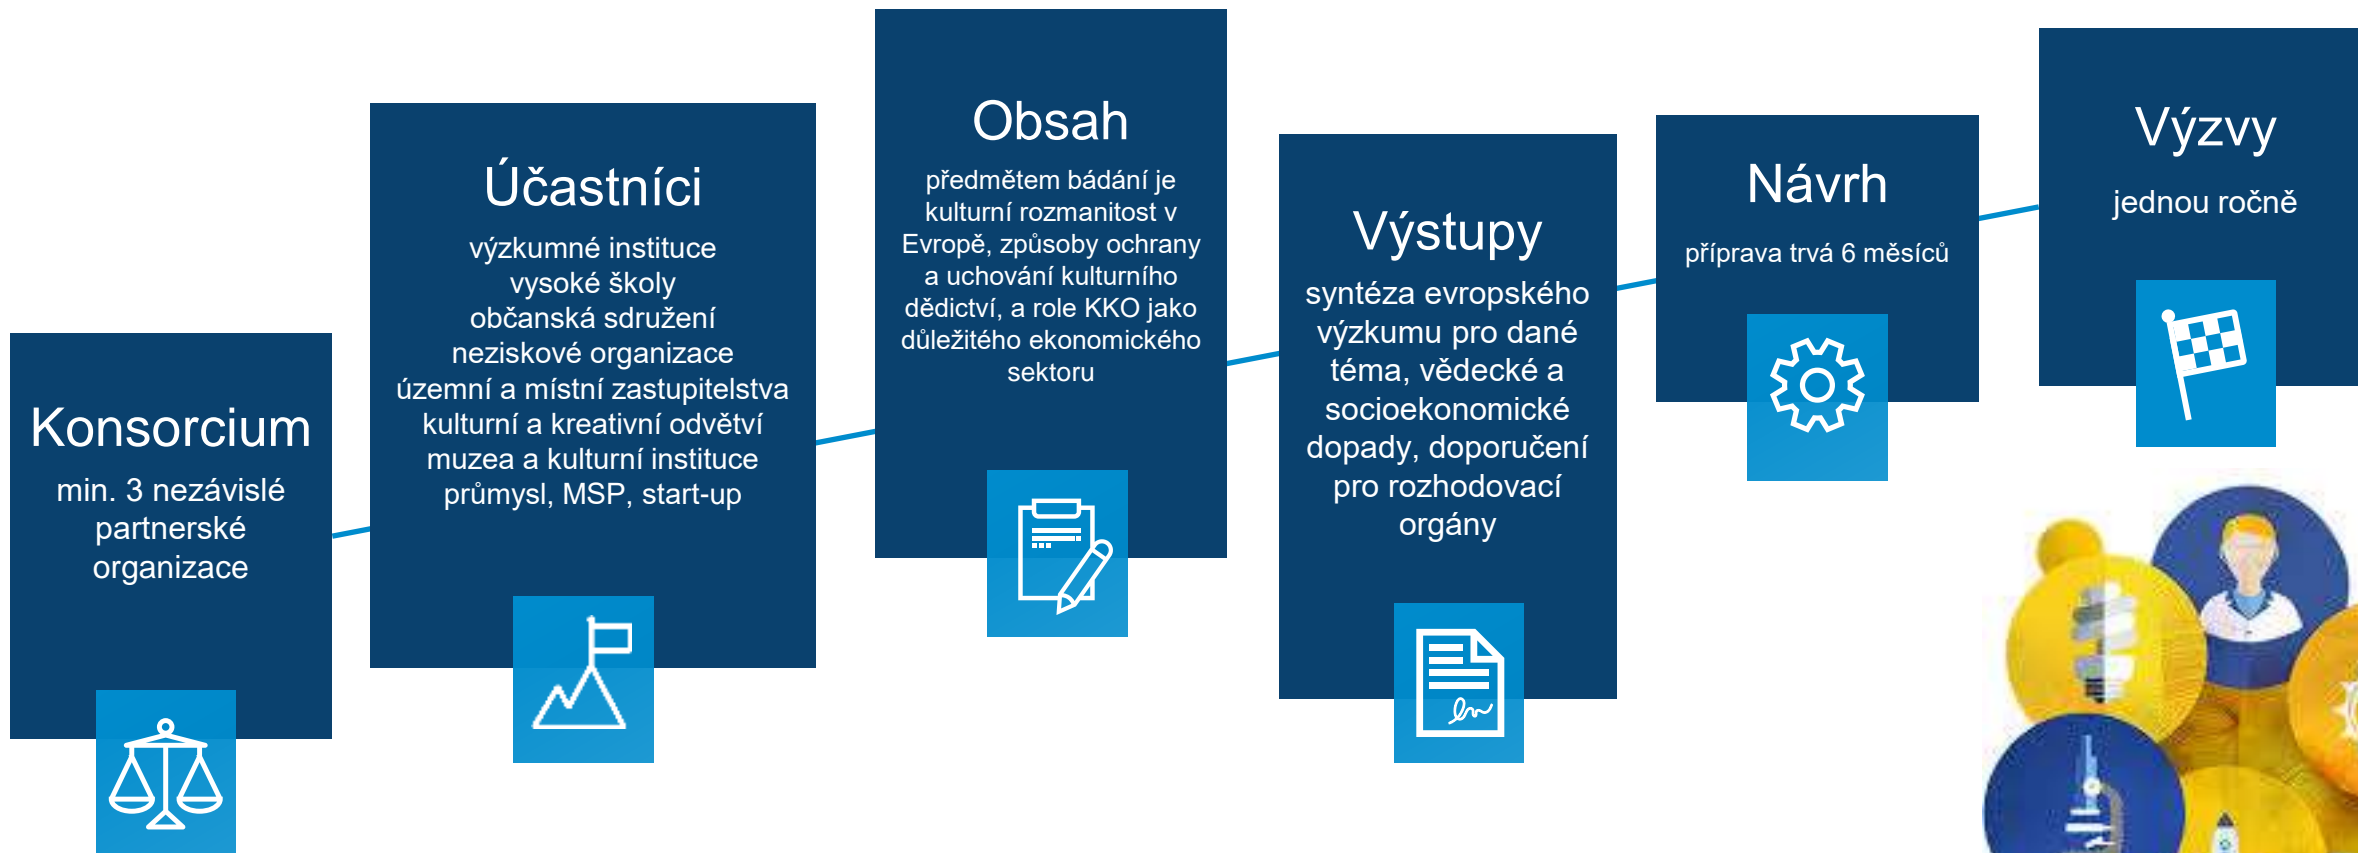 Konsorcium
min. 3 nezávislé
partnerské
organizace
Účastníci
výzkumné instituce
vysoké školy
občanská sdružení
neziskové organizace
územní a místní zastupitelstva
kulturní a kreativní odvětví
muzea a kulturní instituce
průmysl, MSP, start-up
Obsah
předmětem bádání je
kulturní rozmanitost v
Evropě, způsoby ochrany
a uchování kulturního
dědictví, a role KKO jako
důležitého ekonomického
sektoru
Výstupy
syntéza evropského
výzkumu pro dané
téma, vědecké a
socioekonomické
dopady, doporučení
pro rozhodovací
orgány
Návrh
příprava trvá 6 měsíců
Výzvy
jednou ročně